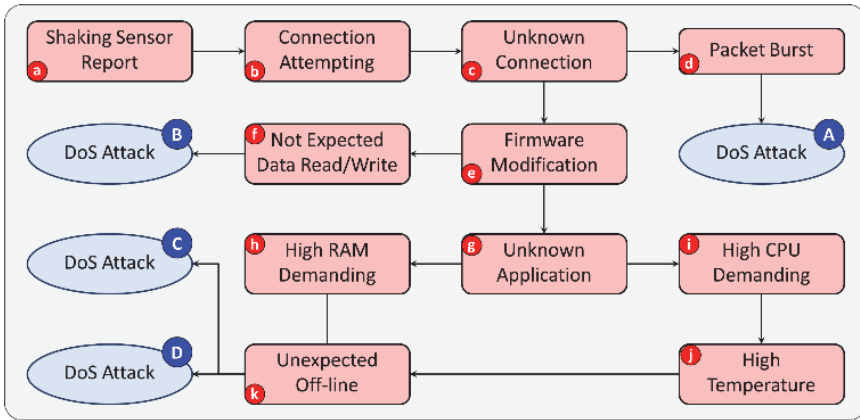 Shaking Sensor
Report
a
Connection
Attempting
b
Unknown
Connection
c
Packet Burst
d
DoS Attack
B
Not Expected
Data Read/Write
f
Firmware
Modification
e
DoS Attack
A
DoS Attack
C
High RAM
Demanding
h
Unknown
Application
g
High CPU
Demanding
i
DoS Attack
D
Unexpected
Off-line
k
High
Temperature
j